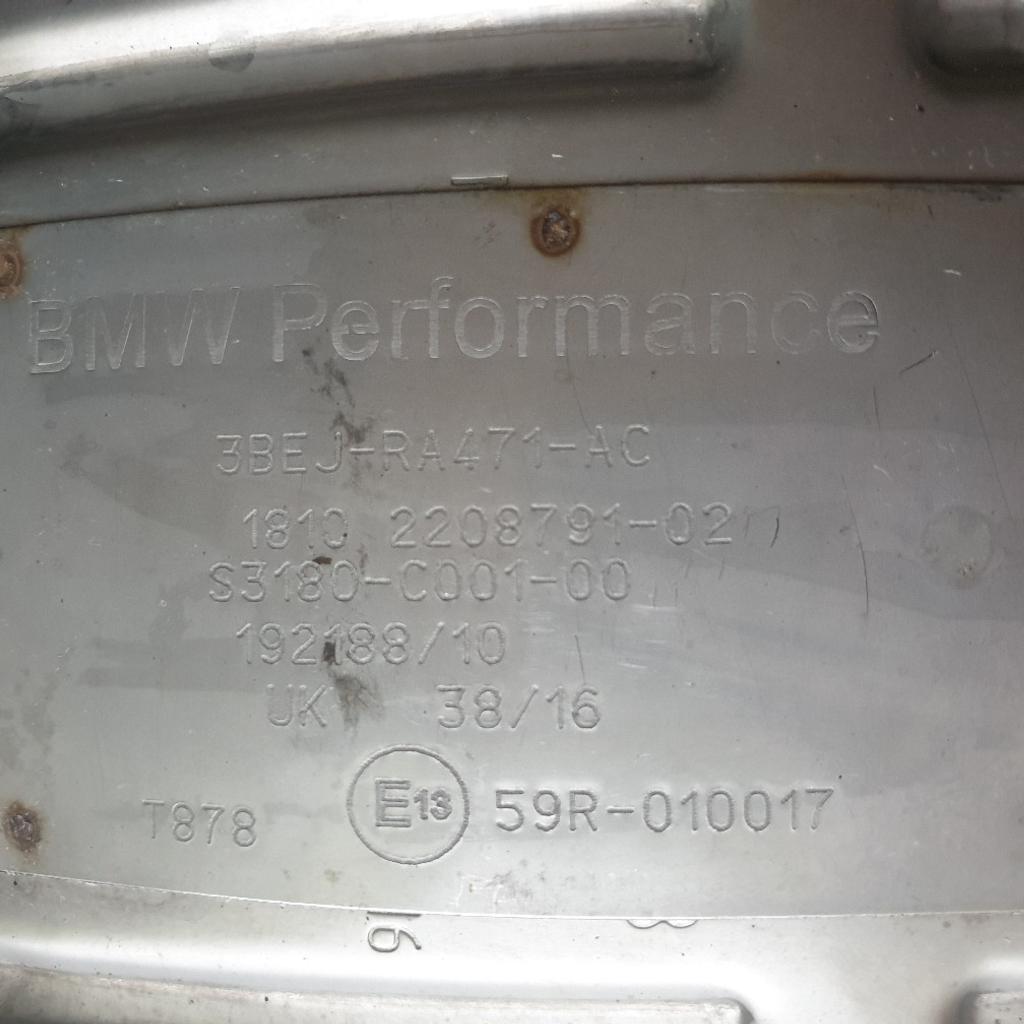 BMW Performance
3BEJ-RA471-AC
1810 2208791-02
S3180-C001-00
192188/10
UK 38/16
T878 E13 59R-010017